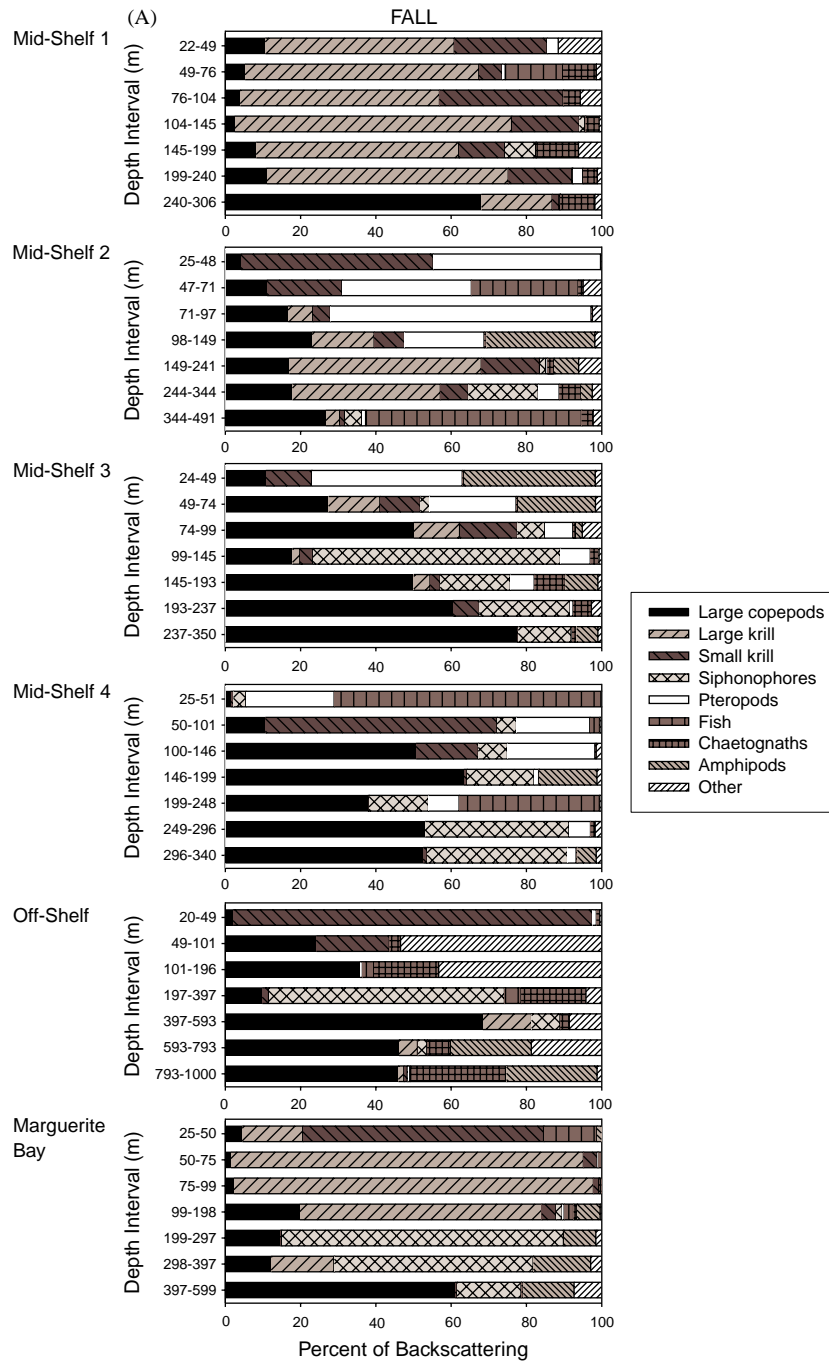 (A) FALL
Mid-Shelf 1
Depth Interval (m)
22-49
49-76
76-104
104-145
145-199
199-240
240-306
0 20 40 60 80 100
Mid-Shelf 2
Depth Interval (m)
25-48
47-71
71-97
98-149
149-241
244-344
344-491
0 20 40 60 80 100
Mid-Shelf 3
Depth Interval (m)
24-49
49-74
74-99
99-145
145-193
193-237
237-350
0 20 40 60 80 100
Large copepods
Large krill
Small krill
Siphonophores
Pteropods
Fish
Chaetognaths
Amphipods
Other
Mid-Shelf 4
Depth Interval (m)
25-51
50-101
100-146
146-199
199-248
249-296
296-340
0 20 40 60 80 100
Off-Shelf
Depth Interval (m)
20-49
49-101
101-196
197-397
397-593
593-793
793-1000
0 20 40 60 80 100
Marguerite
Bay
Depth Interval (m)
25-50
50-75
75-99
99-198
199-297
298-397
397-599
0 20 40 60 80 100
Percent of Backscattering